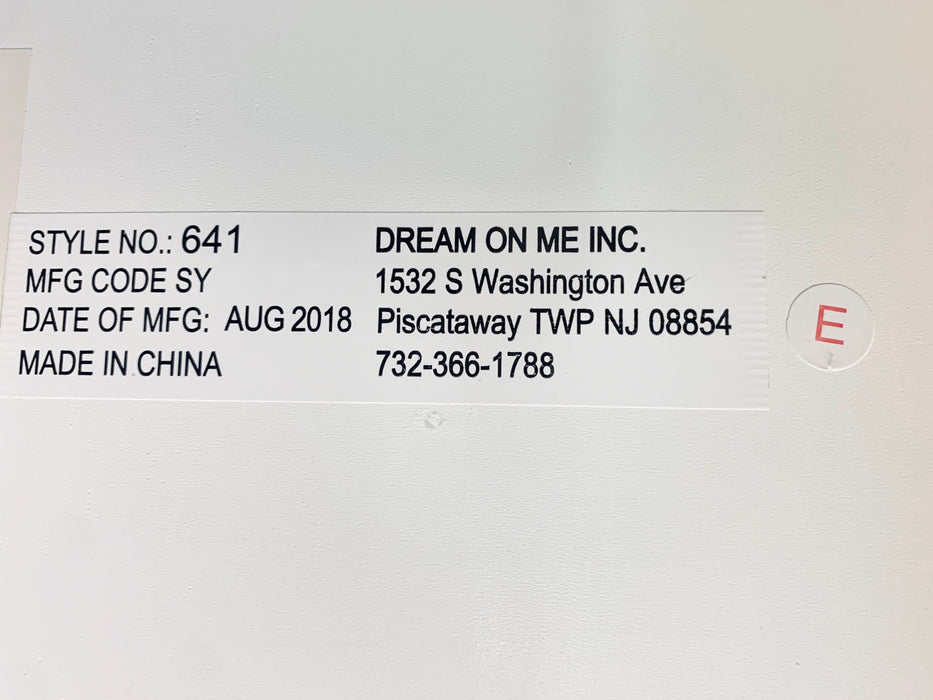 STYLE NO.: 641
MFG CODE SY
DATE OF MFG: AUG 2018
MADE IN CHINA
DREAM ON ME INC.
1532 S Washington Ave
Piscataway TWP NJ 08854
732-366-1788
E